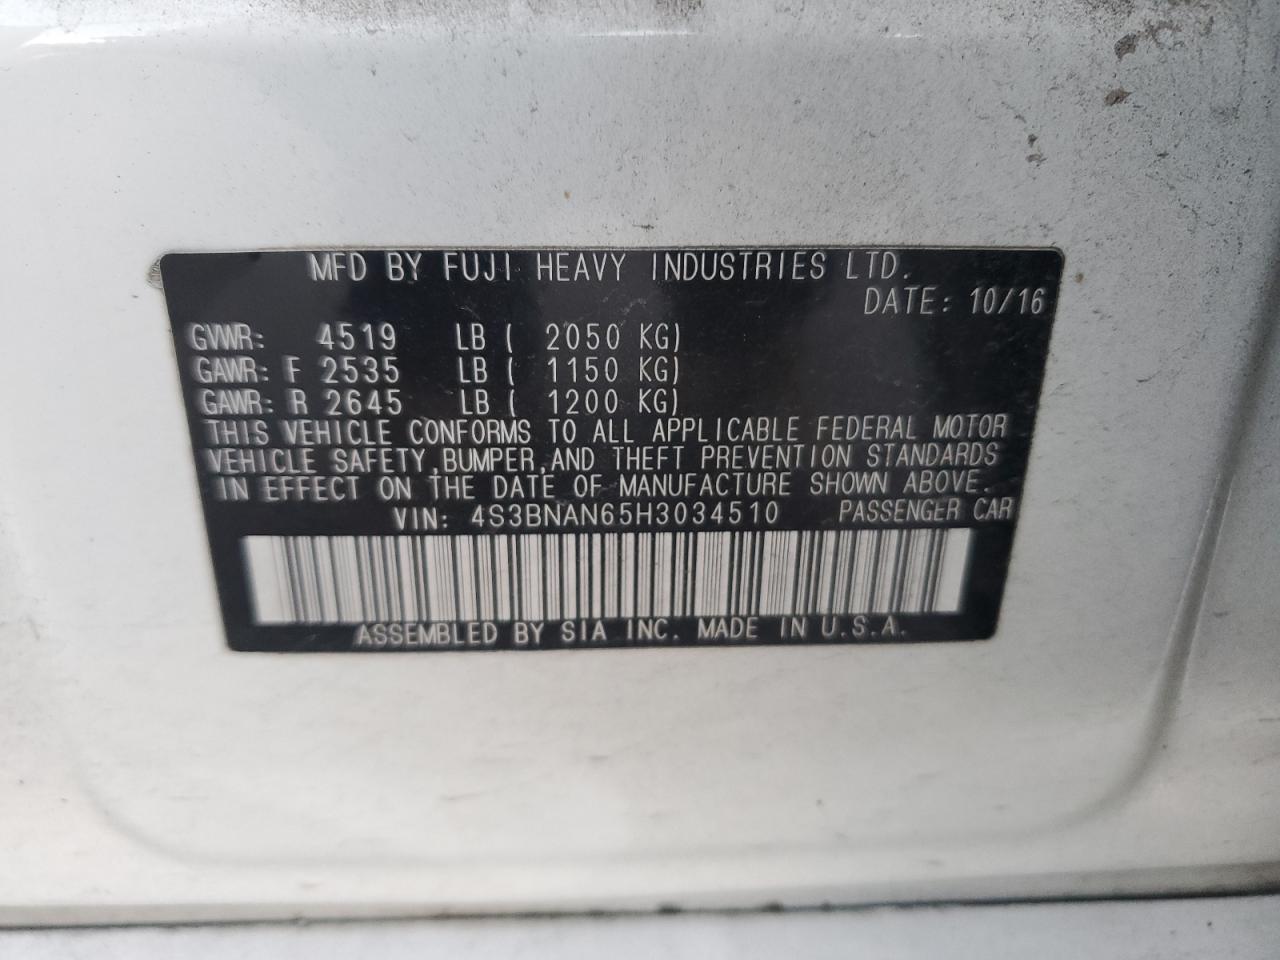 MFD BY FUJI HEAVY INDUSTRIES LTD.
DATE: 10/16
GVWR: 4519 LB ( 2050 KG)
GAWR: F 2535 LB ( 1150 KG)
GAWR: R 2645 LB ( 1200 KG)
THIS VEHICLE CONFORMS TO ALL APPLICABLE FEDERAL MOTOR
VEHICLE SAFETY,BUMPER,AND THEFT PREVENTION STANDARDS
IN EFFECT ON THE DATE OF MANUFACTURE SHOWN ABOVE.
VIN: 4S3BNAN65H3034510 PASSENGER CAR
ASSEMBLED BY SIA INC. MADE IN U.S.A.